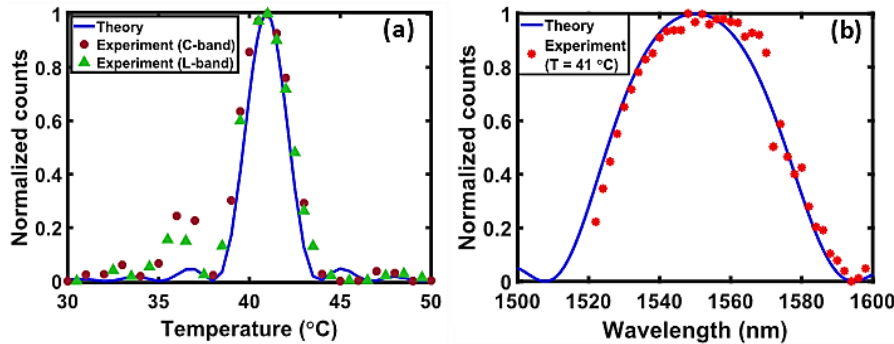 (a)
Theory
Experiment (C-band)
Experiment (L-band)
Normalized counts
1
0.8
0.6
0.4
0.2
0
30 35 40 45 50
Temperature (°C)
(b)
Theory
Experiment
(T = 41 °C)
Normalized counts
1
0.8
0.6
0.4
0.2
0
1500 1520 1540 1560 1580 1600
Wavelength (nm)